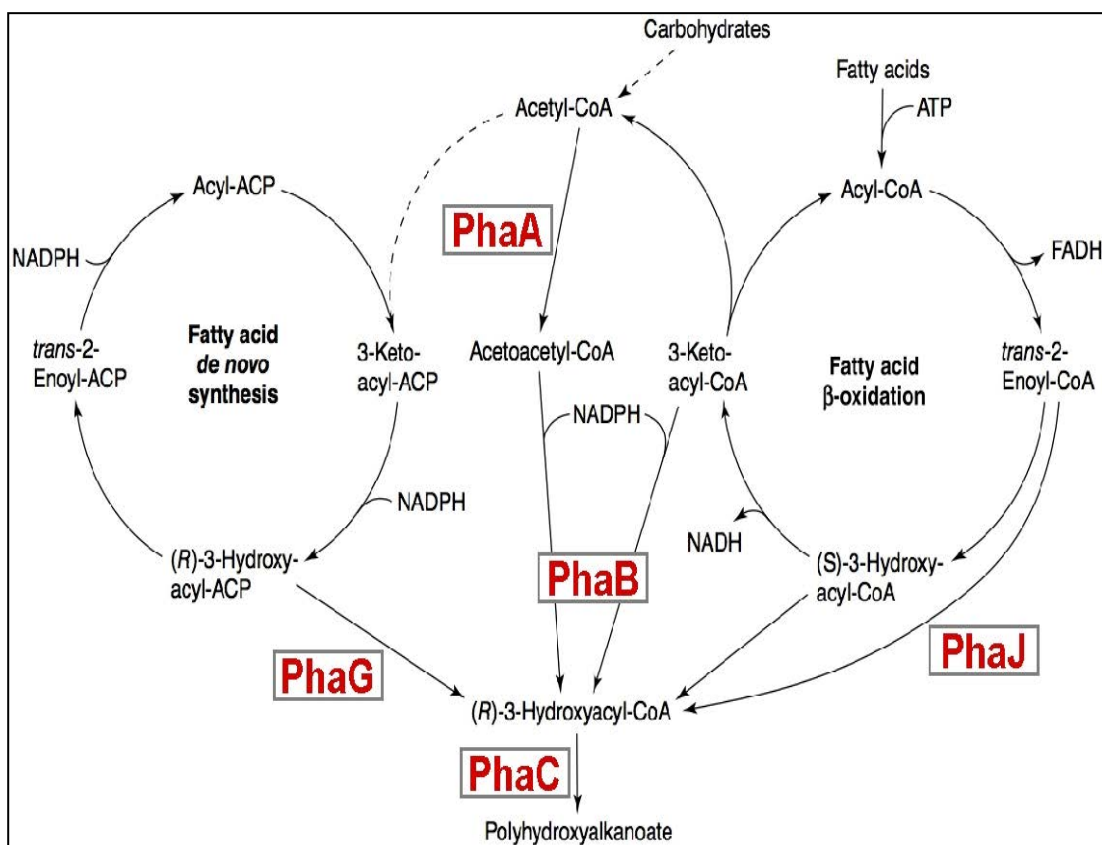 Carbohydrates
Fatty acids
Acetyl-CoA
ATP
Acyl-ACP
Acyl-CoA
PhaA
NADPH
FADH
trans-2-
Enoyl-ACP
Fatty acid
de novo
synthesis
3-Keto-
acyl-ACP
Acetoacetyl-CoA
3-Keto-
acyl-CoA
Fatty acid
β-oxidation
trans-2-
Enoyl-CoA
NADPH
NADPH
NADH
(R)-3-Hydroxy-
acyl-ACP
PhaB
(S)-3-Hydroxy-
acyl-CoA
PhaG
PhaJ
(R)-3-Hydroxyacyl-CoA
PhaC
Polyhydroxyalkanoate